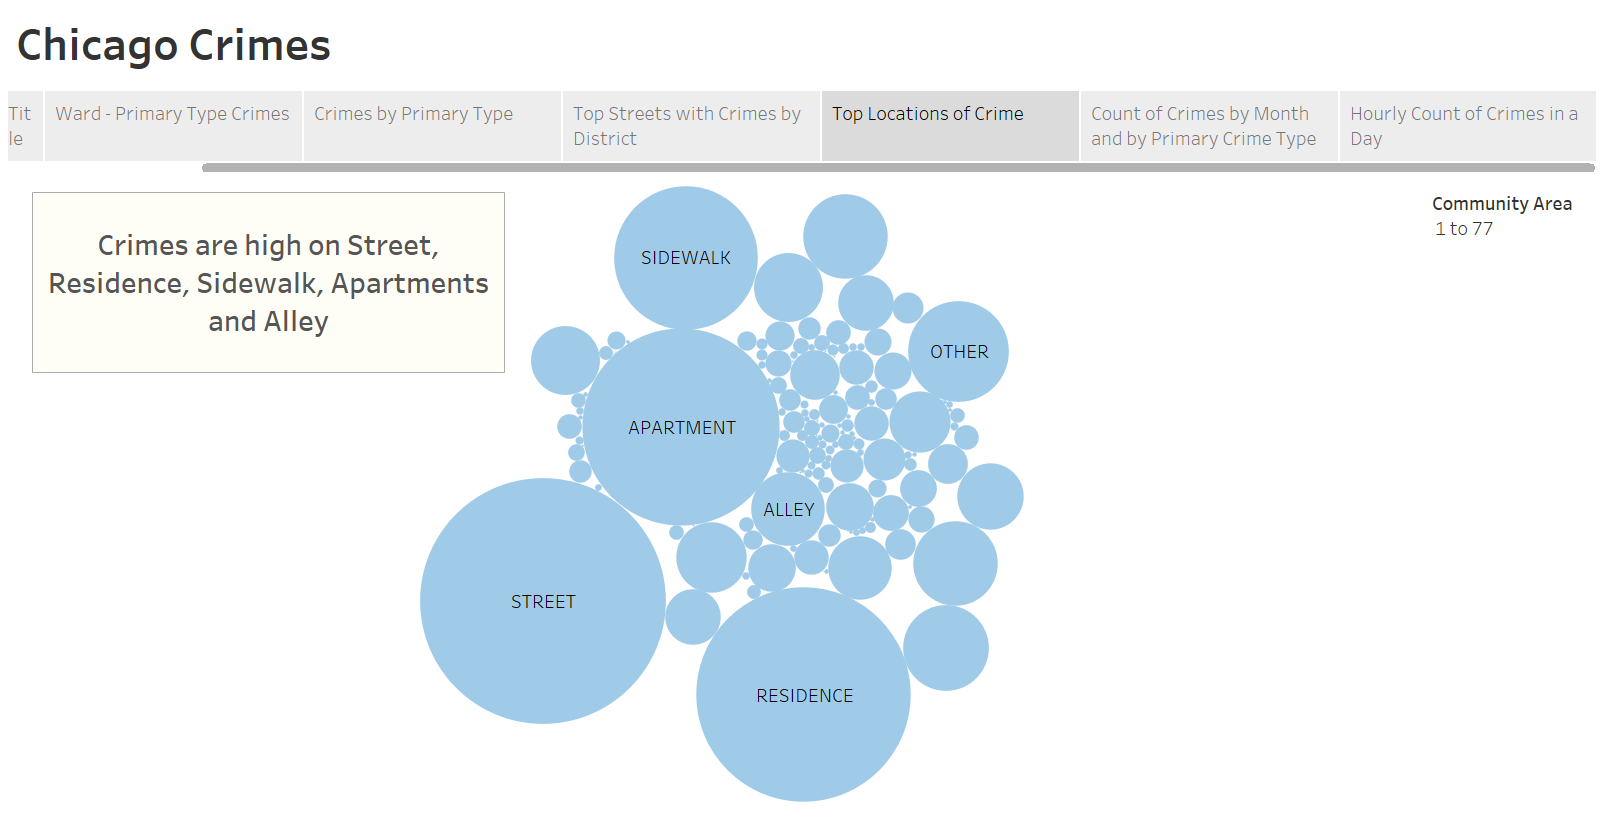 Chicago Crimes
Tit
le
Ward - Primary Type Crimes
Crimes by Primary Type
Top Streets with Crimes by
District
Top Locations of Crime
Count of Crimes by Month
and by Primary Crime Type
Hourly Count of Crimes in a
Day
Crimes are high on Street,
Residence, Sidewalk, Apartments
and Alley
Community Area
1 to 77
SIDEWALK
OTHER
APARTMENT
ALLEY
STREET
RESIDENCE